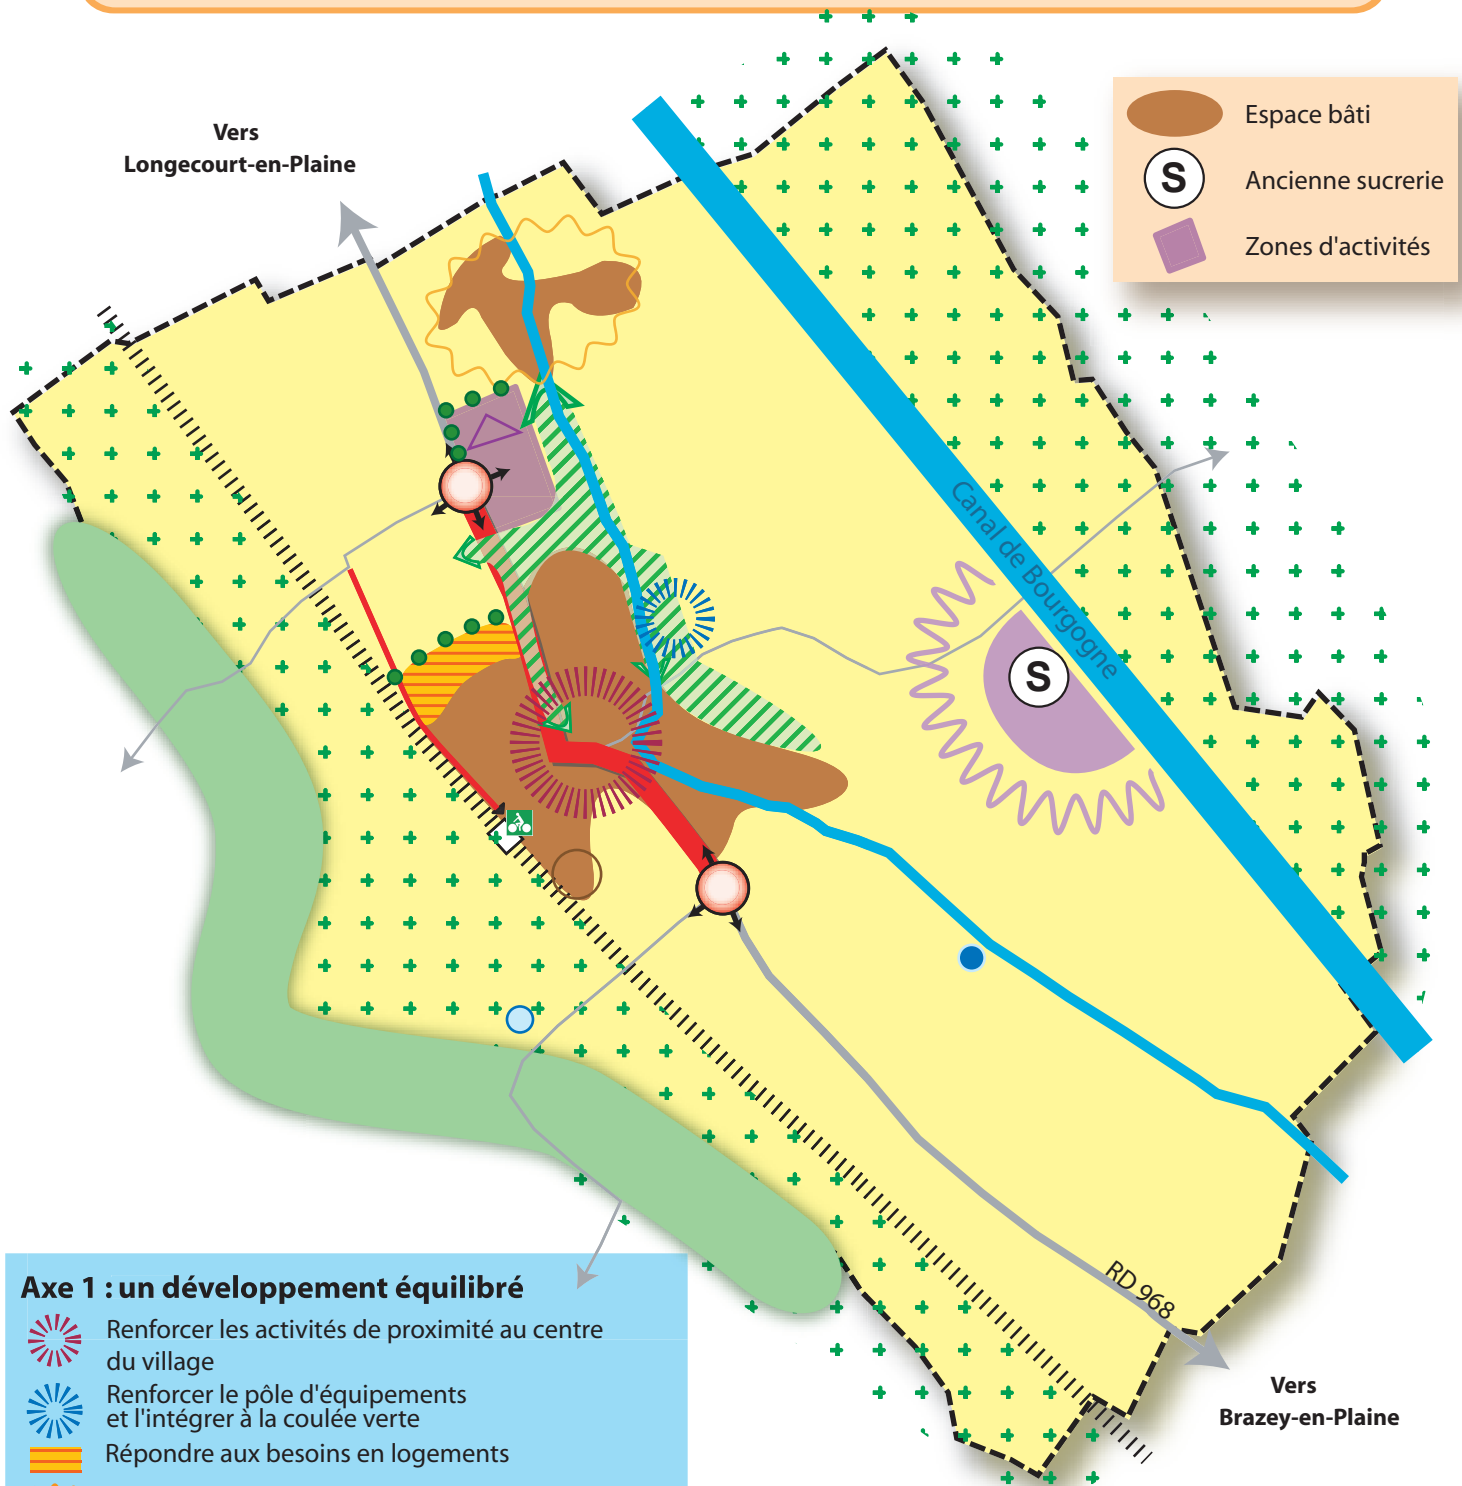 Vers
Longecourt-en-Plaine
Espace bâti
S
Ancienne sucrerie
Zones d'activités
Canal de Bourgogne
S
RD 968
Vers
Brazey-en-Plaine
Axe 1 : un développement équilibré
Renforcer les activités de proximité au centre
du village
Renforcer le pôle d'équipements
et l'intégrer à la coulée verte
Répondre aux besoins en logements